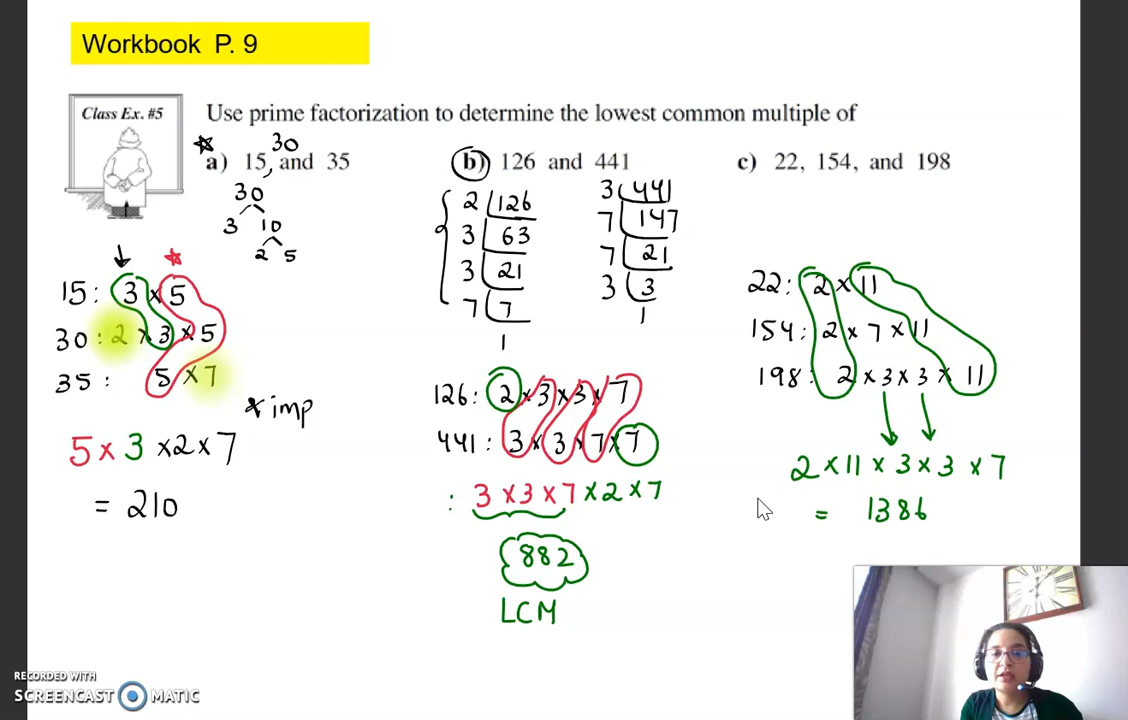 Workbook P. 9
Class Ex. #5
Use prime factorization to determine the lowest common multiple of
a) 15, 30 and 35
30
3 10
2 5
15: 3 × 5
30: 2 × 3 × 5
35: 5 × 7
* imp
5 × 3 × 2 × 7
= 210
b) 126 and 441
2 126
3 63
3 21
7 7
1
3 441
7 147
7 21
3 3
1
126: 2 × 3 × 3 × 7
441: 3 × 3 × 7 × 7
: 3 × 3 × 7 × 2 × 7
882
LCM
c) 22, 154, and 198
22: 2 × 11
154: 2 × 7 × 11
198: 2 × 3 × 3 × 11
2 × 11 × 3 × 3 × 7
= 1386
RECORDED WITH
SCREENCAST MATIC